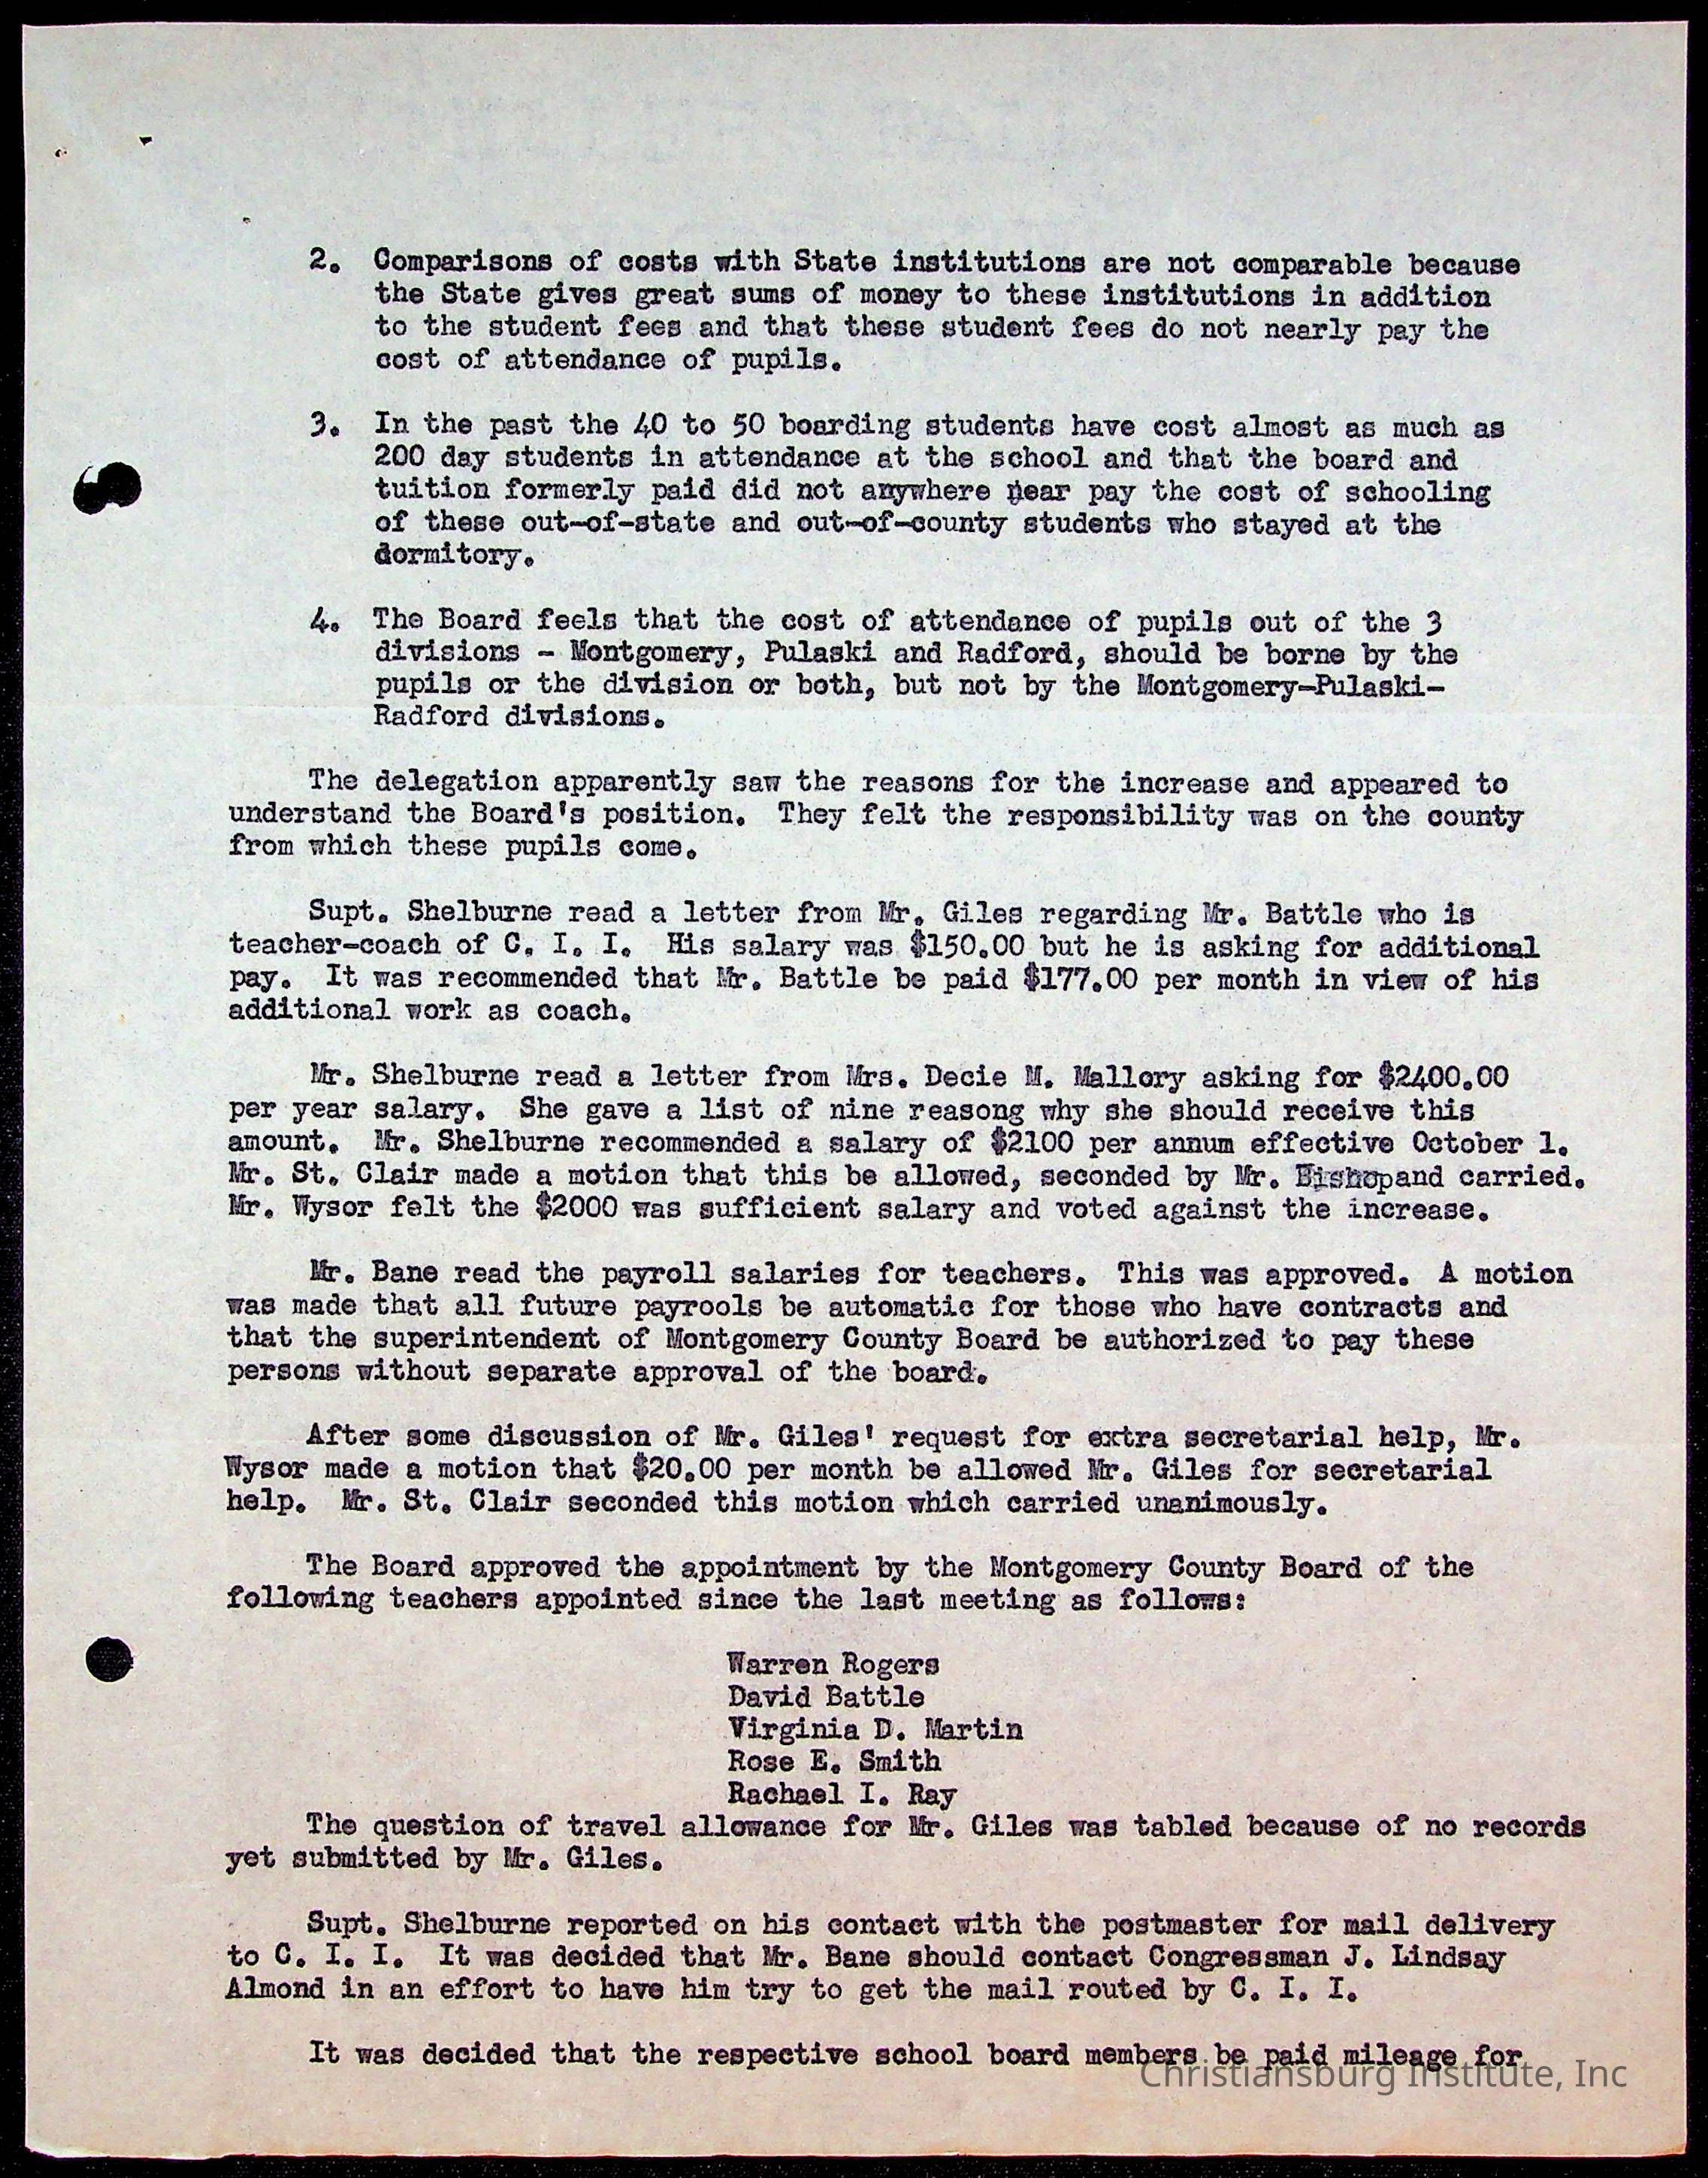 2. Comparisons of costs with State institutions are not comparable because
the State gives great sums of money to these institutions in addition
to the student fees and that these student fees do not nearly pay the
cost of attendance of pupils.
3. In the past the 40 to 50 boarding students have cost almost as much as
200 day students in attendance at the school and that the board and
tuition formerly paid did not anywhere near pay the cost of schooling
of these out-of-state and out-of-county students who stayed at the
dormitory.
4. The Board feels that the cost of attendance of pupils out of the 3
divisions - Montgomery, Pulaski and Radford, should be borne by the
pupils or the division or both, but not by the Montgomery-Pulaski-
Radford divisions.
The delegation apparently saw the reasons for the increase and appeared to
understand the Board's position. They felt the responsibility was on the county
from which these pupils come.
Supt. Shelburne read a letter from Mr. Giles regarding Mr. Battle who is
teacher-coach of C. I. I. His salary was $150.00 but he is asking for additional
pay. It was recommended that Mr. Battle be paid $177.00 per month in view of his
additional work as coach.
Mr. Shelburne read a letter from Mrs. Decie M. Mallory asking for $2400.00
per year salary. She gave a list of nine reasong why she should receive this
amount. Mr. Shelburne recommended a salary of $2100 per annum effective October 1.
Mr. St. Clair made a motion that this be allowed, seconded by Mr. Bishopand carried.
Mr. Wysor felt the $2000 was sufficient salary and voted against the increase.
Mr. Bane read the payroll salaries for teachers. This was approved. A motion
was made that all future payrools be automatic for those who have contracts and
that the superintendent of Montgomery County Board be authorized to pay these
persons without separate approval of the board.
After some discussion of Mr. Giles' request for extra secretarial help, Mr.
Wysor made a motion that $20.00 per month be allowed Mr. Giles for secretarial
help. Mr. St. Clair seconded this motion which carried unanimously.
The Board approved the appointment by the Montgomery County Board of the
following teachers appointed since the last meeting as follows:
Warren Rogers
David Battle
Virginia D. Martin
Rose E. Smith
Rachael I. Ray
The question of travel allowance for Mr. Giles was tabled because of no records
yet submitted by Mr. Giles.
Supt. Shelburne reported on his contact with the postmaster for mail delivery
to C. I. I. It was decided that Mr. Bane should contact Congressman J. Lindsay
Almond in an effort to have him try to get the mail routed by C. I. I.
It was decided that the respective school board members be paid mileage for
Christiansburg Institute, Inc